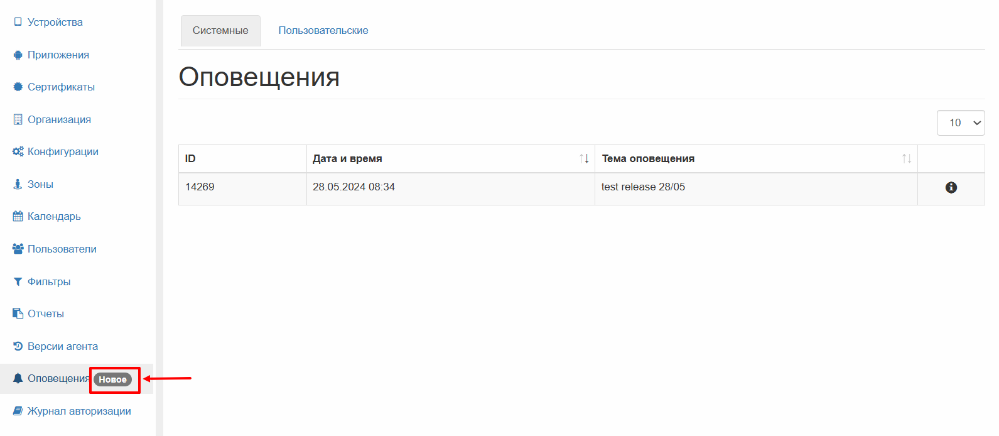 Устройства
Приложения
Сертификаты
Организация
Конфигурации
Зоны
Календарь
Пользователи
Фильтры
Отчеты
Версии агента
Оповещения Новое
Журнал авторизации
Системные Пользовательские
Оповещения
10
ID Дата и время Тема оповещения
14269 28.05.2024 08:34 test release 28/05